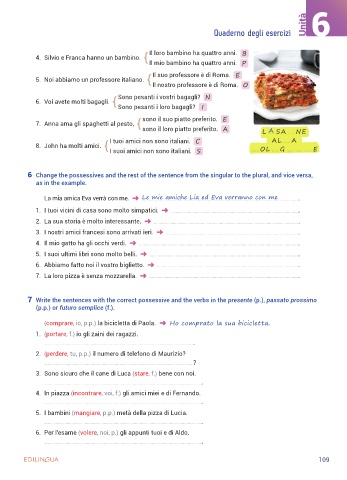 Quaderno degli esercizi
Unità 6
4. Silvio e Franca hanno un bambino. { Il loro bambino ha quattro anni. B
Il mio bambino ha quattro anni. P
5. Noi abbiamo un professore italiano. { Il suo professore è di Roma. E
Il nostro professore è di Roma. O
6. Voi avete molti bagagli. { Sono pesanti i vostri bagagli? N
Sono pesanti i loro bagagli? I
7. Anna ama gli spaghetti al pesto, { sono il suo piatto preferito. E
sono il loro piatto preferito. A
8. John ha molti amici. { I tuoi amici non sono italiani. C
I suoi amici non sono italiani. S
L A S A N E
A L A
O L G E
6 Change the possessives and the rest of the sentence from the singular to the plural, and vice versa,
as in the example.
La mia amica Eva verrà con me. ➜ Le mie amiche Lia ed Eva verranno con me.
1. I tuoi vicini di casa sono molto simpatici. ➜
2. La sua storia è molto interessante. ➜
3. I nostri amici francesi sono arrivati ieri. ➜
4. Il mio gatto ha gli occhi verdi. ➜
5. I suoi ultimi libri sono molto belli. ➜
6. Abbiamo fatto noi il vostro biglietto. ➜
7. La loro pizza è senza mozzarella. ➜
7 Write the sentences with the correct possessive and the verbs in the presente (p.), passato prossimo
(p.p.) or futuro semplice (f.).
(comprare, io, p.p.) la bicicletta di Paola. ➜ Ho comprato la sua bicicletta.
1. (portare, f.) io gli zaini dei ragazzi.
2. (perdere, tu, p.p.) il numero di telefono di Maurizio?
?
3. Sono sicuro che il cane di Luca (stare, f.) bene con noi.
4. In piazza (incontrare, voi, f.) gli amici miei e di Fernando.
5. I bambini (mangiare, p.p.) metà della pizza di Lucia.
6. Per l'esame (volere, noi, p.) gli appunti tuoi e di Aldo.
EDILINGUA
109